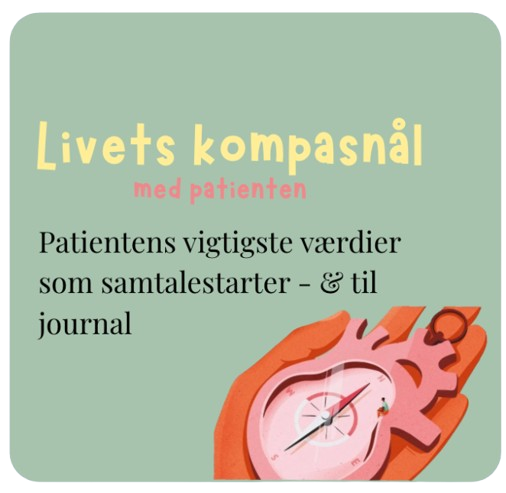 Livets kompasnål
med patienten
Patientens vigtigste værdier
som samtalestarter - & til
journal